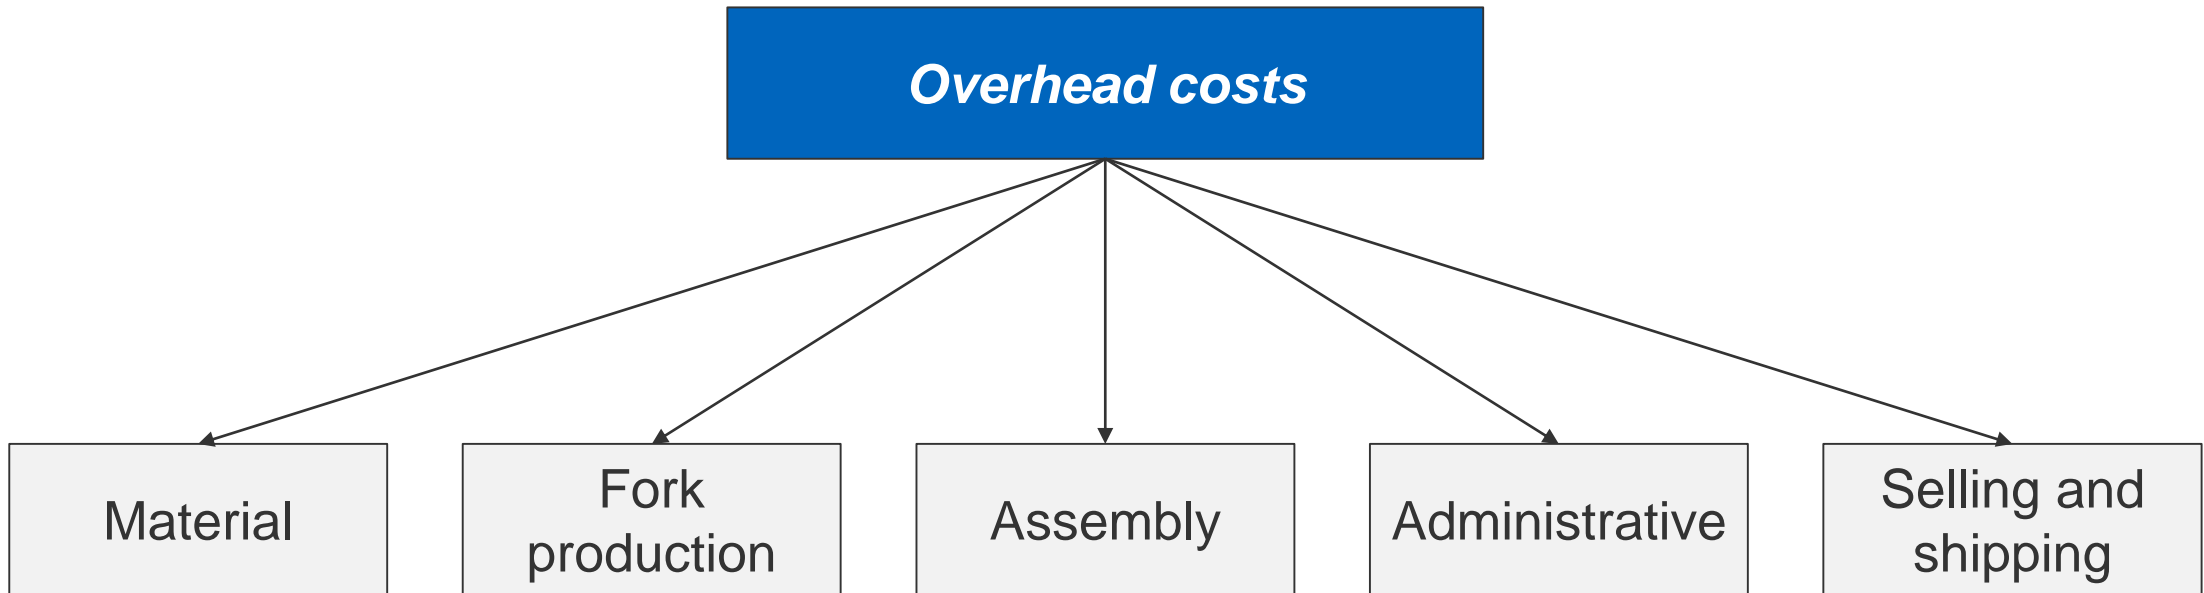 Overhead costs
Material
Fork
production
Assembly
Administrative
Selling and
shipping